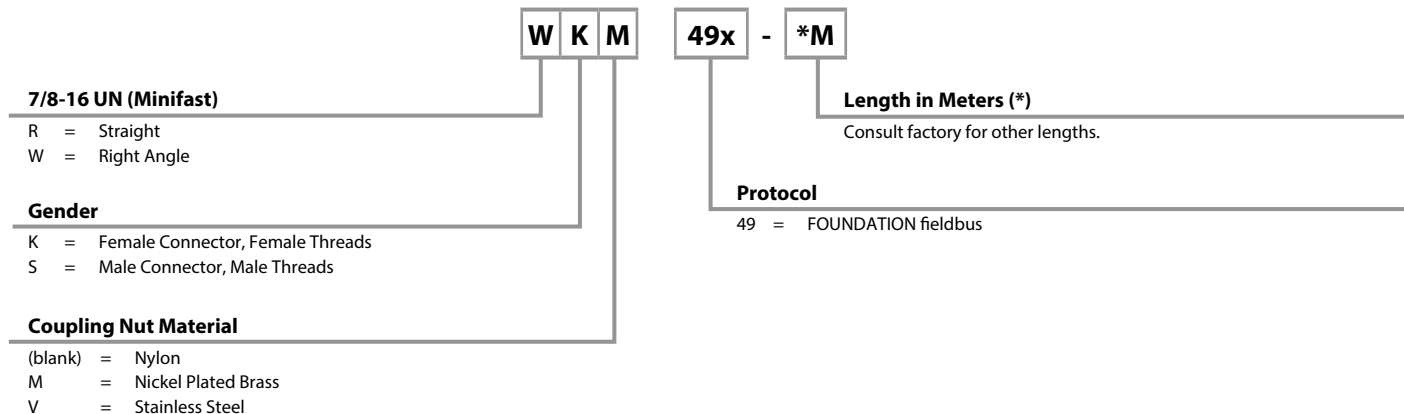 W K M 49x - *M
7/8-16 UN (Minifast)
R = Straight
W = Right Angle
Gender
K = Female Connector, Female Threads
S = Male Connector, Male Threads
Coupling Nut Material
(blank) = Nylon
M = Nickel Plated Brass
V = Stainless Steel
Length in Meters (*)
Consult factory for other lengths.
Protocol
49 = FOUNDATION fieldbus